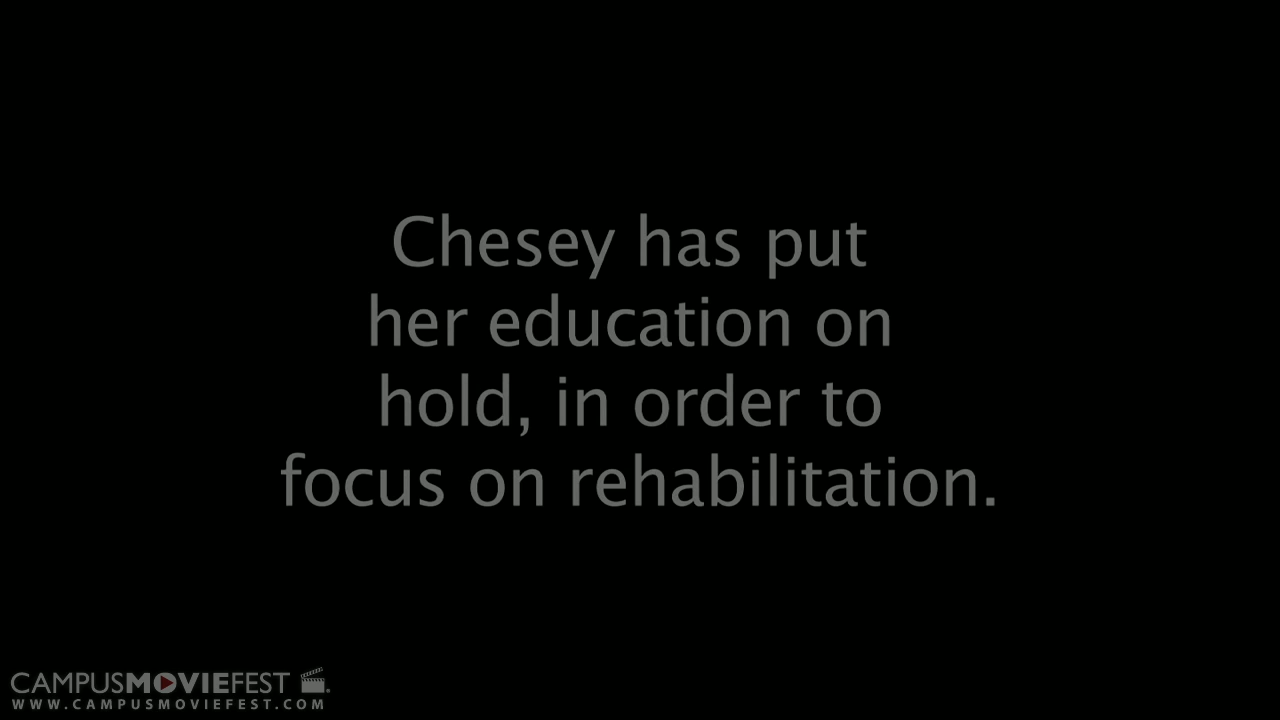 Chesey has put
her education on
hold, in order to
focus on rehabilitation.
CAMPUSMOVIEFEST
WWW.CAMPUSMOVIEFEST.COM